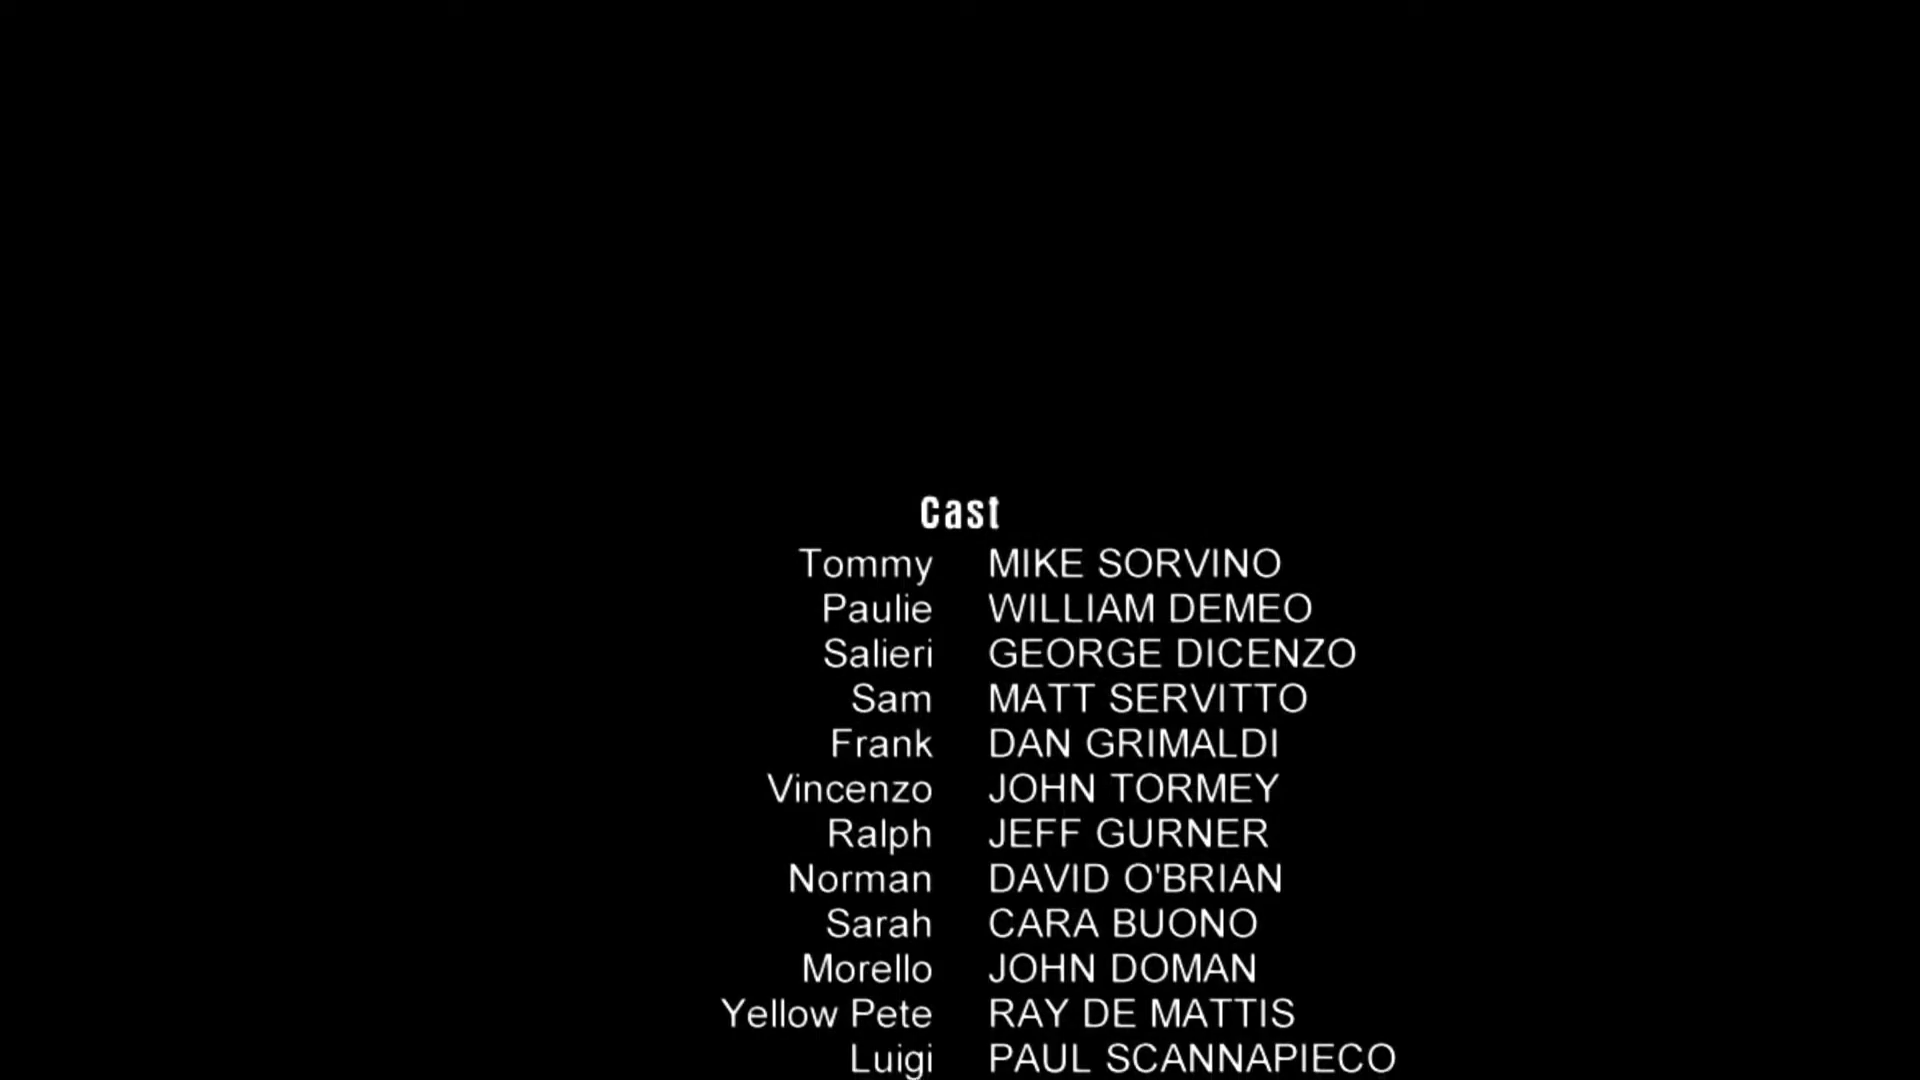 Cast
Tommy MIKE SORVINO
Paulie WILLIAM DEMEO
Salieri GEORGE DICENZO
Sam MATT SERVITTO
Frank DAN GRIMALDI
Vincenzo JOHN TORMEY
Ralph JEFF GURNER
Norman DAVID O'BRIAN
Sarah CARA BUONO
Morello JOHN DOMAN
Yellow Pete RAY DE MATTIS
Luigi PAUL SCANNAPIECO